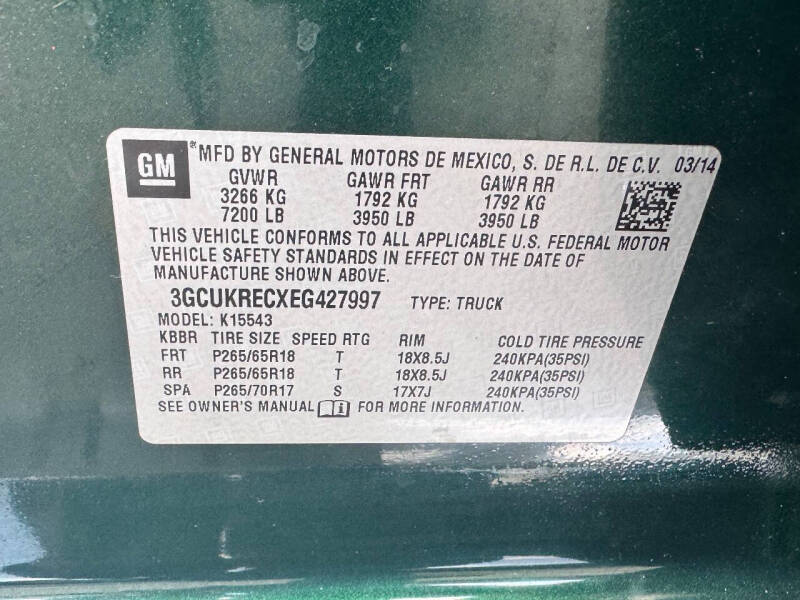 GM ® MFD BY GENERAL MOTORS DE MEXICO, S. DE R.L. DE C.V. 03/14
GVWR GAWR FRT GAWR RR
3266 KG 1792 KG 1792 KG
7200 LB 3950 LB 3950 LB
THIS VEHICLE CONFORMS TO ALL APPLICABLE U.S. FEDERAL MOTOR
VEHICLE SAFETY STANDARDS IN EFFECT ON THE DATE OF
MANUFACTURE SHOWN ABOVE.
3GCUKRECXEG427997 TYPE: TRUCK
MODEL: K15543
KBBR TIRE SIZE SPEED RTG RIM COLD TIRE PRESSURE
FRT P265/65R18 T 18X8.5J 240KPA(35PSI)
RR P265/65R18 T 18X8.5J 240KPA(35PSI)
SPA P265/70R17 S 17X7J 240KPA(35PSI)
SEE OWNER'S MANUAL FOR MORE INFORMATION.